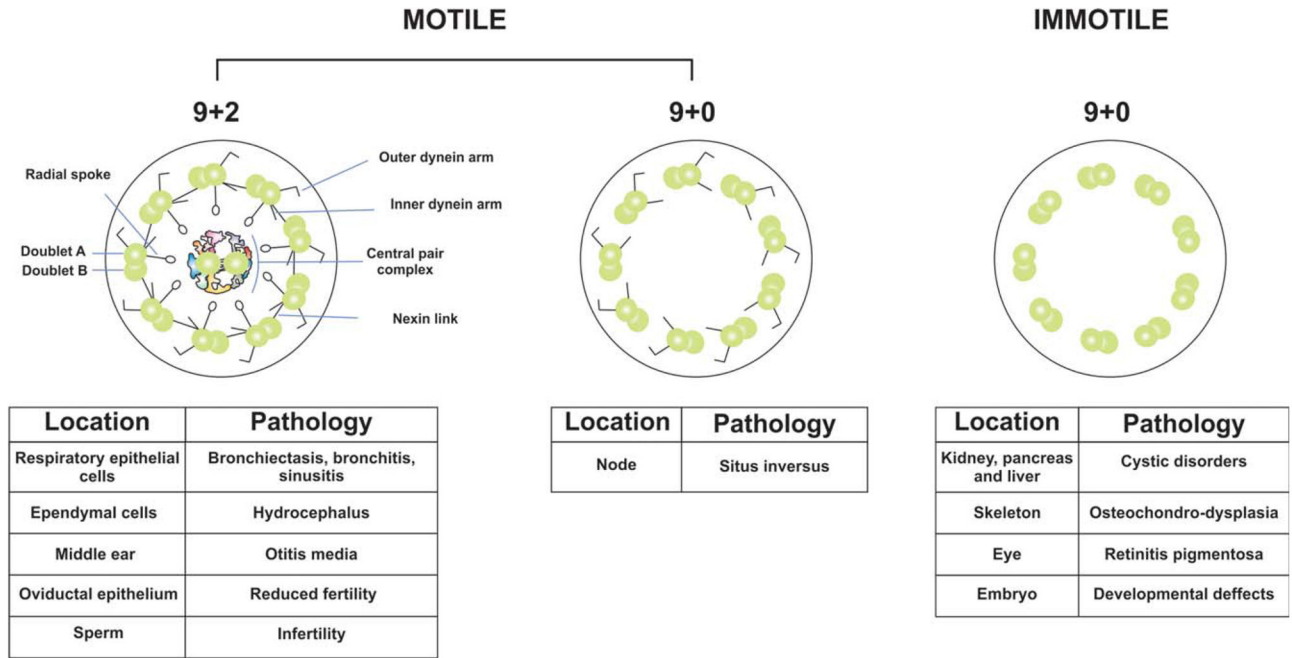 MOTILE
IMMOTILE
9+2
9+0
9+0
Radial spoke
Doublet A
Doublet B
Outer dynein arm
Inner dynein arm
Central pair
complex
Nexin link
Location Pathology
Respiratory epithelial
cells
Bronchiectasis, bronchitis,
sinusitis
Ependymal cells Hydrocephalus
Middle ear Otitis media
Oviductal epithelium Reduced fertility
Sperm Infertility
Location Pathology
Node Situs inversus
Location Pathology
Kidney, pancreas
and liver
Cystic disorders
Skeleton Osteochondro-dysplasia
Eye Retinitis pigmentosa
Embryo Developmental deffects